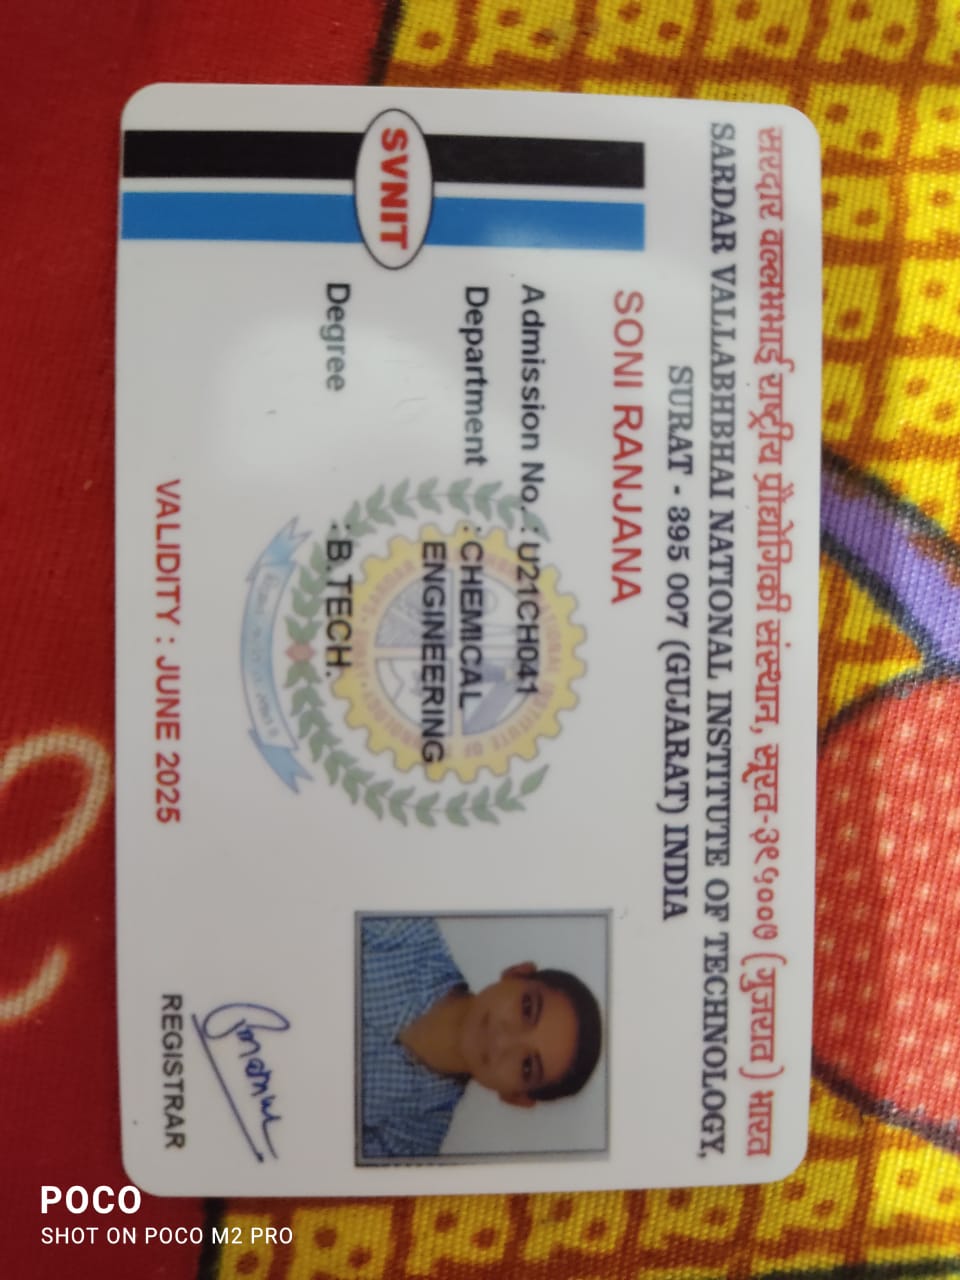 सरदार वल्लभभाई राष्ट्रीय प्रौद्योगिकी संस्थान, सूरत-३९५००७ (गुजरात) भारत
SARDAR VALLABHBHAI NATIONAL INSTITUTE OF TECHNOLOGY,
SURAT - 395 007 (GUJARAT) INDIA
SONI RANJANA
Admission No. : U21CH041
Department : CHEMICAL
ENGINEERING
SVNIT
Degree : B.TECH.
VALIDITY : JUNE 2025
REGISTRAR
POCO
SHOT ON POCO M2 PRO